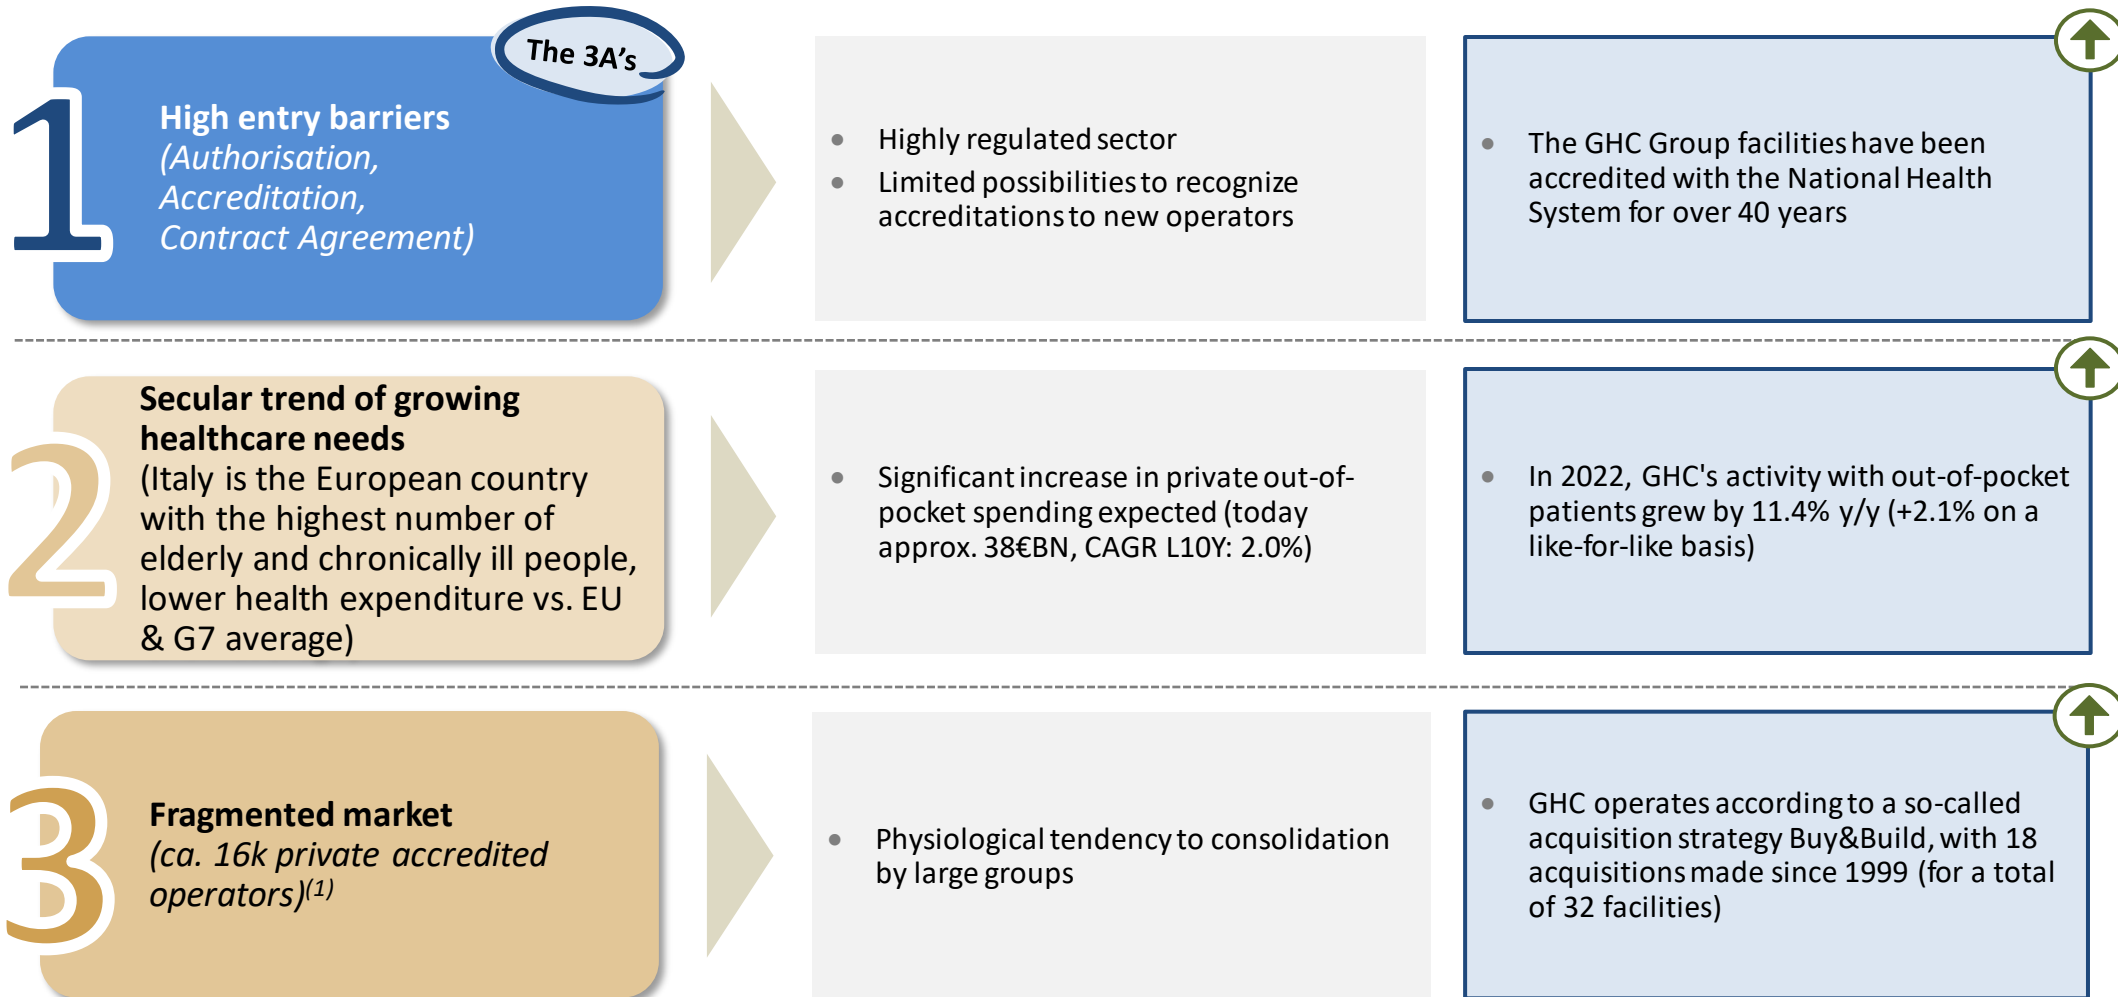 The 3A's
1
High entry barriers
(Authorisation,
Accreditation,
Contract Agreement)
• Highly regulated sector
• Limited possibilities to recognize
accreditations to new operators
• The GHC Group facilities have been
accredited with the National Health
System for over 40 years
2
Secular trend of growing
healthcare needs
(Italy is the European country
with the highest number of
elderly and chronically ill people,
lower health expenditure vs. EU
& G7 average)
• Significant increase in private out-of-
pocket spending expected (today
approx. 38€BN, CAGR L10Y: 2.0%)
• In 2022, GHC's activity with out-of-pocket
patients grew by 11.4% y/y (+2.1% on a
like-for-like basis)
3
Fragmented market
(ca. 16k private accredited
operators)(1)
• Physiological tendency to consolidation
by large groups
• GHC operates according to a so-called
acquisition strategy Buy&Build, with 18
acquisitions made since 1999 (for a total
of 32 facilities)